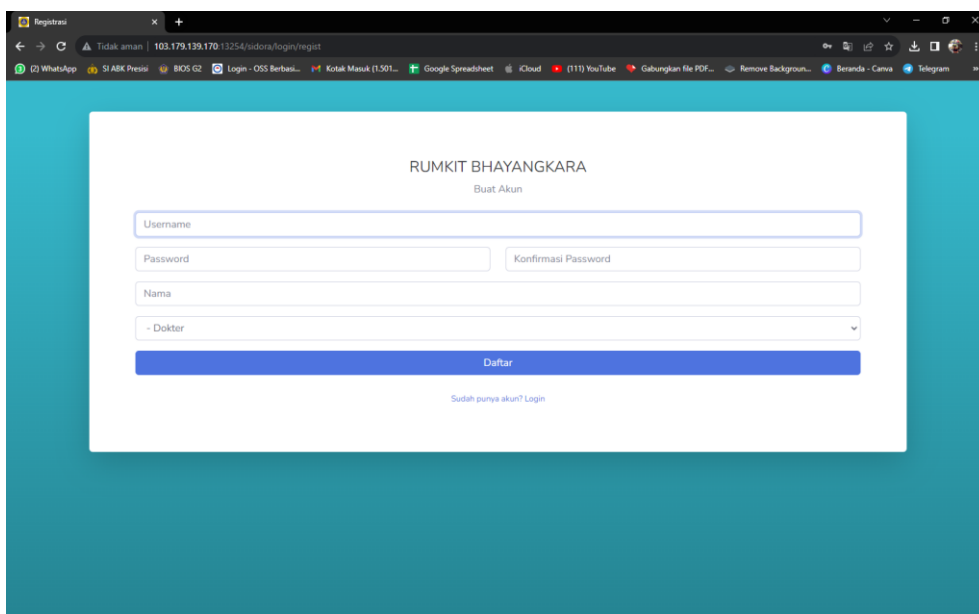 Registrasi
Tidak aman | 103.179.139.170:13254/sidora/login/regist
(2) WhatsApp SI ABK Presisi BIOS G2 Login - OSS Berbasi... Kotak Masuk (1.501... Google Spreadsheet iCloud (111) YouTube Gabungkan file PDF... Remove Backgroun... Beranda - Canva Telegram »
RUMKIT BHAYANGKARA
Buat Akun
Username
Password Konfirmasi Password
Nama
- Dokter
Daftar
Sudah punya akun? Login